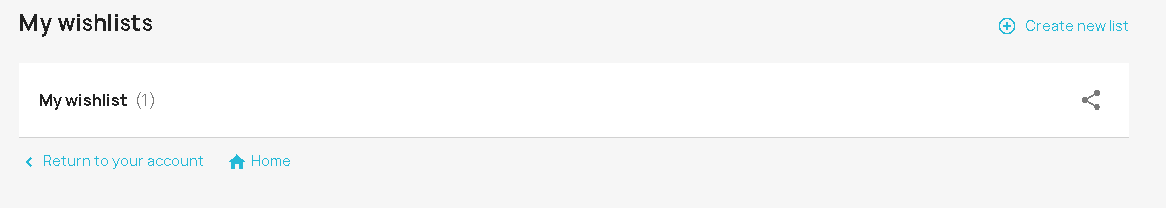 My wishlists
Create new list
My wishlist (1)
Return to your account Home